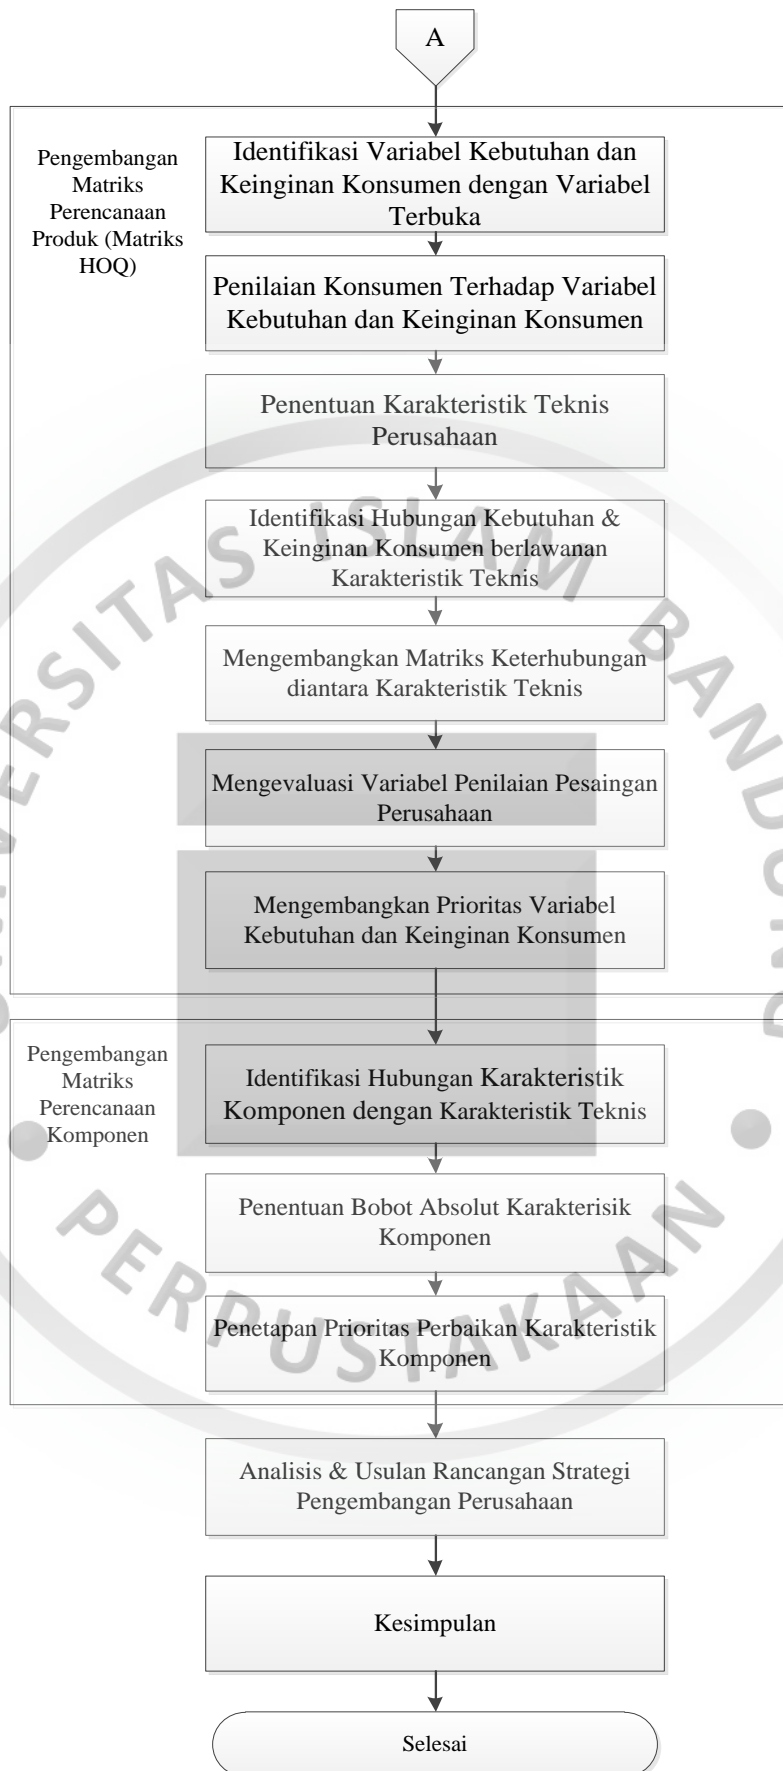 A
Pengembangan
Matriks
Perencanaan
Produk (Matriks
HOQ)
Identifikasi Variabel Kebutuhan dan
Keinginan Konsumen dengan Variabel
Terbuka
Penilaian Konsumen Terhadap Variabel
Kebutuhan dan Keinginan Konsumen
Penentuan Karakteristik Teknis
Perusahaan
Identifikasi Hubungan Kebutuhan &
Keinginan Konsumen berlawanan
Karakteristik Teknis
Mengembangkan Matriks Keterhubungan
diantara Karakteristik Teknis
Mengevaluasi Variabel Penilaian Pesaingan
Perusahaan
Mengembangkan Prioritas Variabel
Kebutuhan dan Keinginan Konsumen
Pengembangan
Matriks
Perencanaan
Komponen
Identifikasi Hubungan Karakteristik
Komponen dengan Karakteristik Teknis
Penentuan Bobot Absolut Karakterisik
Komponen
Penetapan Prioritas Perbaikan Karakteristik
Komponen
Analisis & Usulan Rancangan Strategi
Pengembangan Perusahaan
Kesimpulan
Selesai
ISLAM
PERPUSTAKAAN